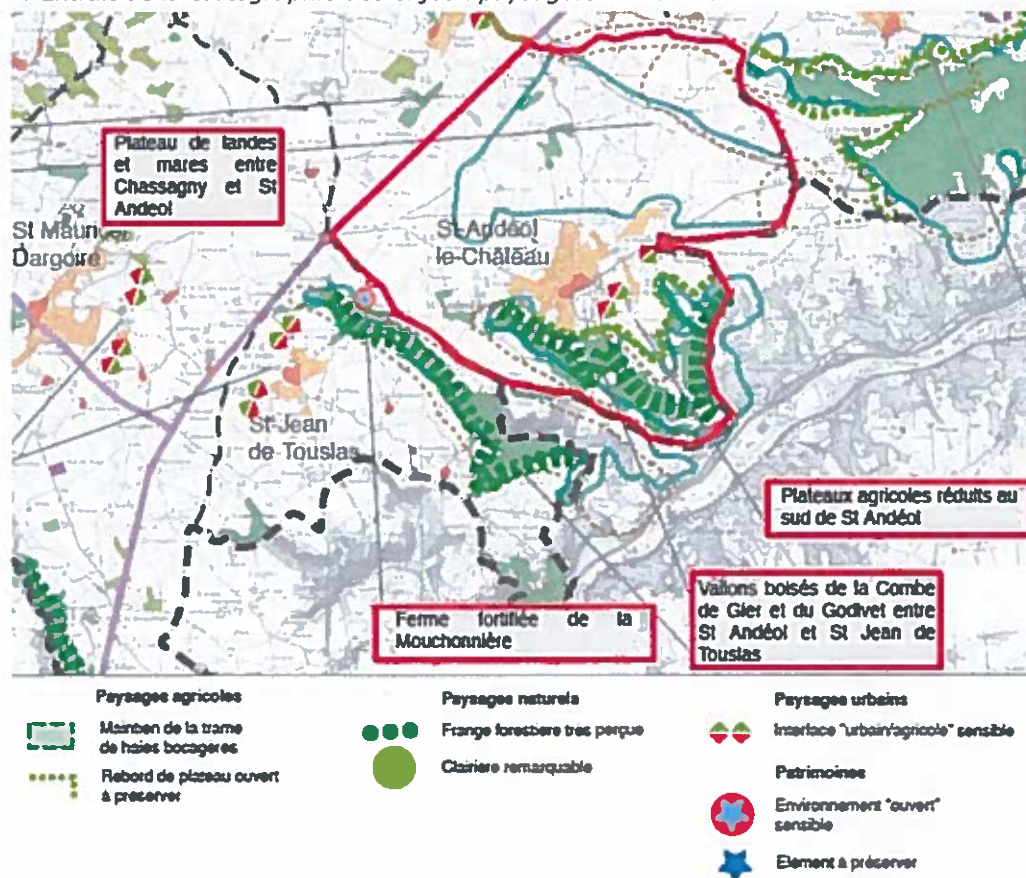 Plateau de landes
et mares entre
Chassagny et St
Andéol
St Maurice
Dargoire
St-Andéol
le-Château
St-Jean
de-Touslas
Plateaux agricoles réduits au
sud de St Andéol
Vallons boisés de la Combe
de Gier et du Godivet entre
St Andéol et St Jean de
Touslas
Ferme fortifiée de la
Mouchonnière
Paysages agricoles
Maintien de la trame
de haies bocagères
Rebord de plateau ouvert
à préserver
Paysages naturels
Frange forestière très perçue
Clairière remarquable
Paysages urbains
Interface "urbain/agricole" sensible
Patrimoines
Environnement "ouvert"
sensible
Elément à préserver